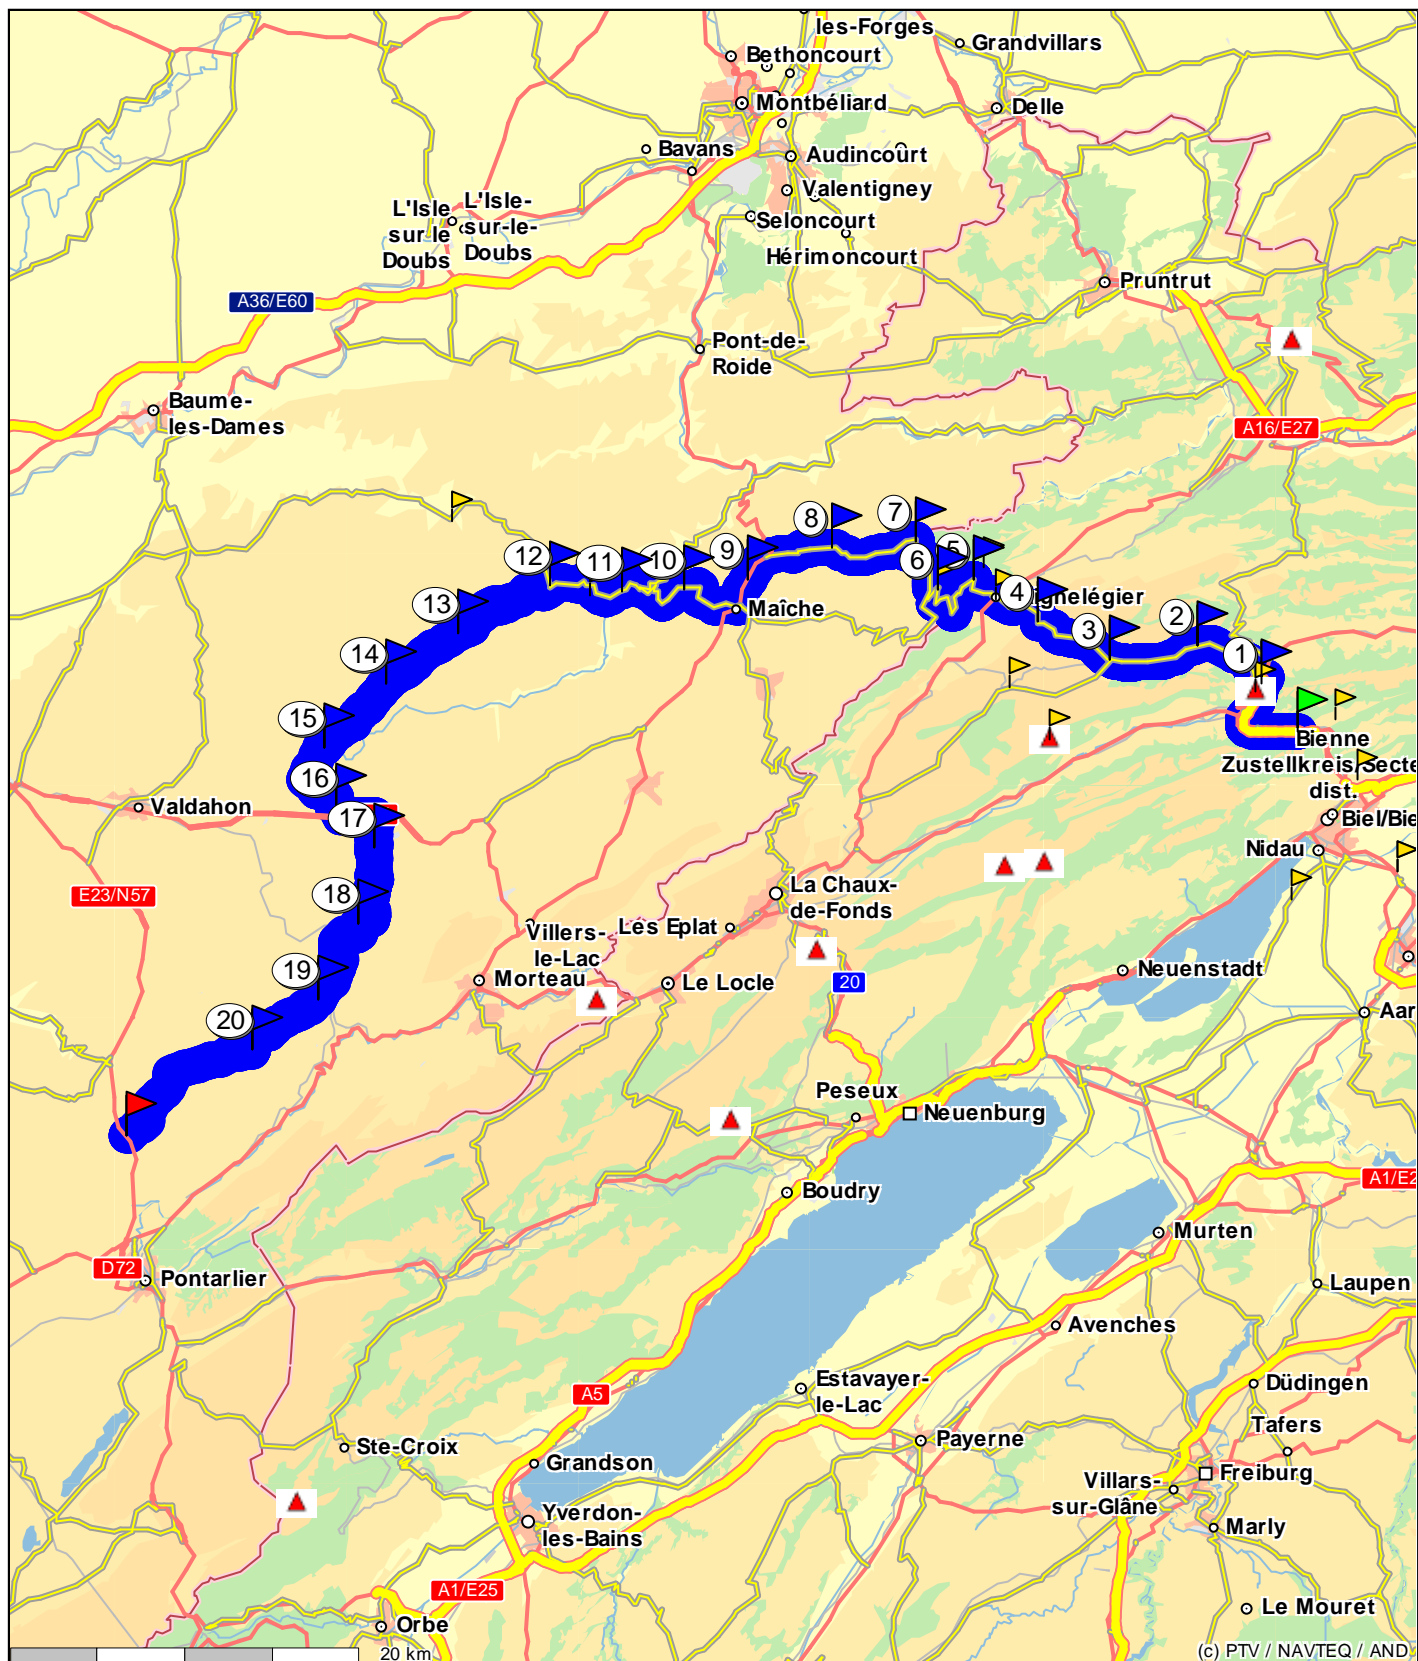 les-Forges
Bethoncourt
Grandvillars
Montbéliard
Delle
Bavans
Audincourt
Valentigney
L'Isle
sur le
Doubs
L'Isle-
sur-le-
Doubs
Seloncourt
Hérimoncourt
Pruntrut
A36/E60
Pont-de-
Roide
Baume-
les-Dames
A16/E27
8
7
12
11
10
9
6
5
4
ignelégier
13
Maîche
3
2
1
14
15
Bienne
16
Zustellkreis/Secte
dist.
Valdahon
17
Biel/Bie
Nidau
E23/N57
18
La Chaux-
de-Fonds
Les Eplat
Villers-
le-Lac
19
Morteau
Le Locle
20
Neuenstadt
20
Aar
Peseux
Neuenburg
Boudry
A1/E2
Murten
D72
Pontarlier
Laupen
Avenches
A5
Estavayer-
le-Lac
Düdingen
Tafers
Ste-Croix
Payerne
Grandson
Villars-
sur-Glâne
Freiburg
Yverdon-
les-Bains
Marly
A1/E25
Le Mouret
Orbe
20 km
(c) PTV / NAVTEQ / AND